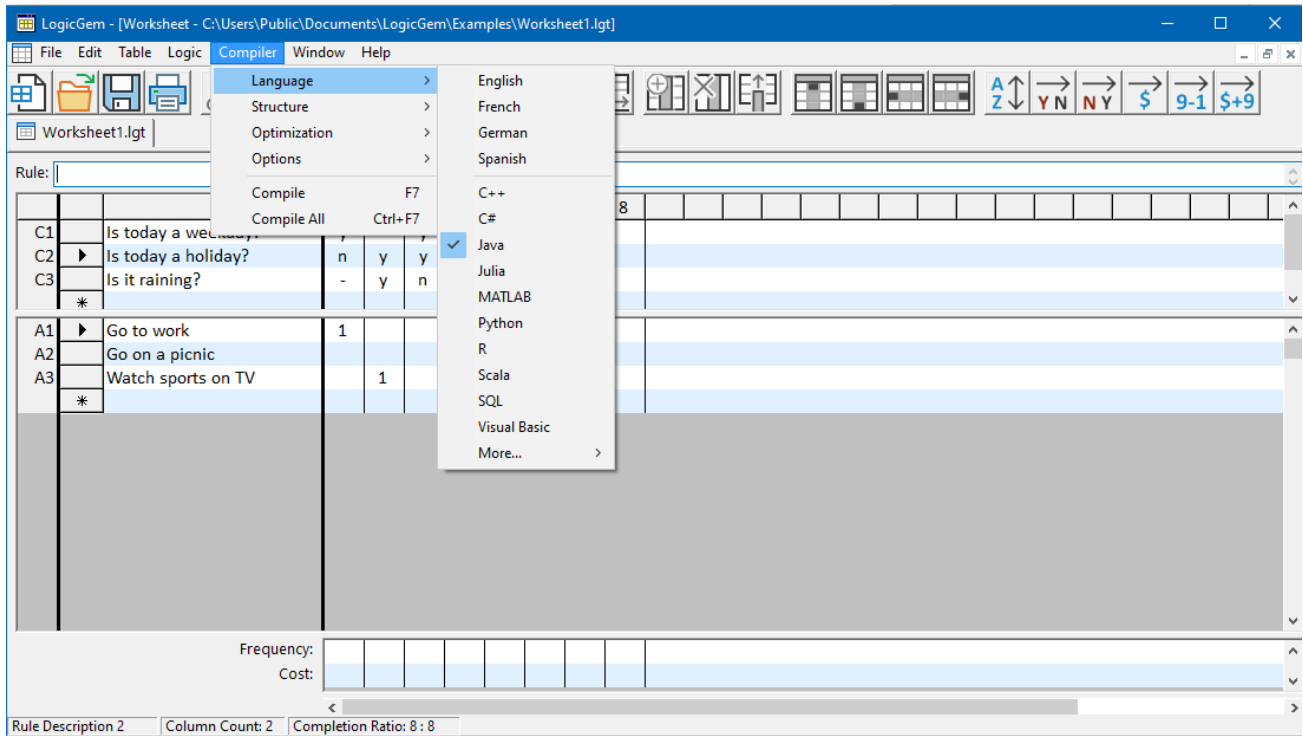 LogicGem - [Worksheet - C:\Users\Public\Documents\LogicGem\Examples\Worksheet1.lgt]
File Edit Table Logic Compiler Window Help
A Z Y N N Y $ 9-1 $+9
Worksheet1.lgt
Rule:
Language
Structure
Optimization
Options
Compile F7
Compile All Ctrl+F7
English
French
German
Spanish
C++
C#
Java
Julia
MATLAB
Python
R
Scala
SQL
Visual Basic
More...
8
C1 Is today a
C2 Is today a holiday? n y y
C3 Is it raining? - y n
*
A1 Go to work 1
A2 Go on a picnic
A3 Watch sports on TV 1
*
Frequency:
Cost:
Rule Description 2 Column Count: 2 Completion Ratio: 8 : 8